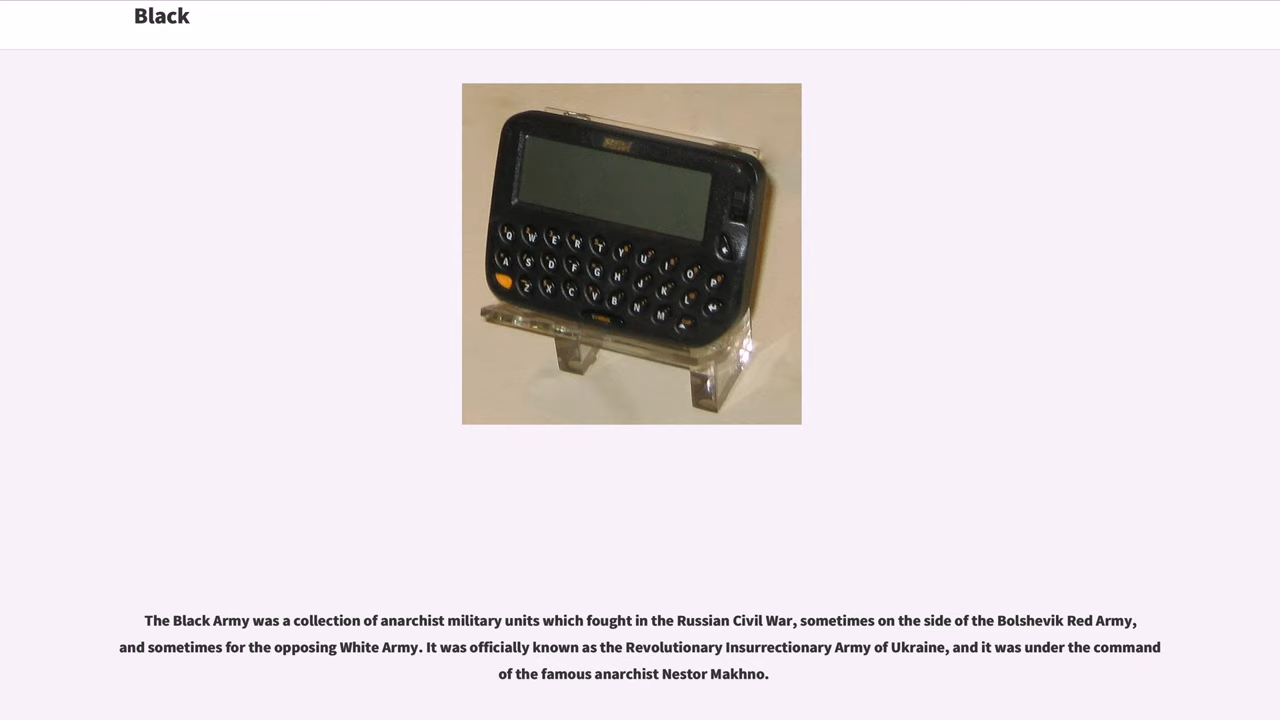 Black
RIM
Q W E R T Y U I O P
A S D F G H J K L
Z X C V B N M
The Black Army was a collection of anarchist military units which fought in the Russian Civil War, sometimes on the side of the Bolshevik Red Army,
and sometimes for the opposing White Army. It was officially known as the Revolutionary Insurrectionary Army of Ukraine, and it was under the command
of the famous anarchist Nestor Makhno.